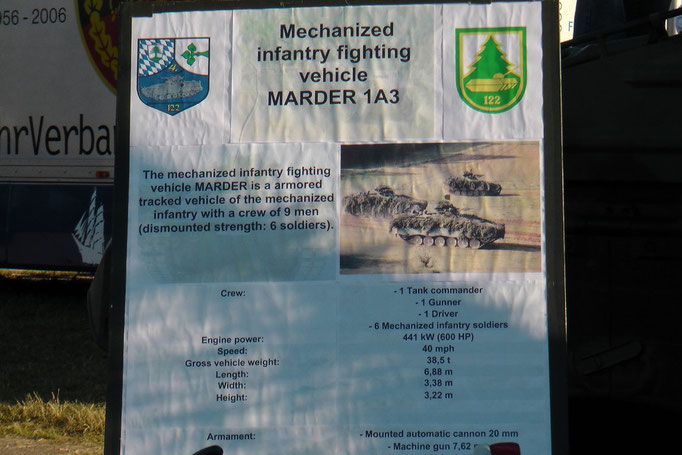 956 - 2006
hrVerba
4.
122
Mechanized
infantry fighting
vehicle
MARDER 1A3
122
The mechanized infantry fighting
vehicle MARDER is a armored
tracked vehicle of the mechanized
infantry with a crew of 9 men
(dismounted strength: 6 soldiers).
Crew: - 1 Tank commander
- 1 Gunner
- 1 Driver
- 6 Mechanized infantry soldiers
Engine power: 441 kW (600 HP)
Speed: 40 mph
Gross vehicle weight: 38,5 t
Length: 6,88 m
Width: 3,38 m
Height: 3,22 m
Armament: - Mounted automatic cannon 20 mm
- Machine gun 7,62